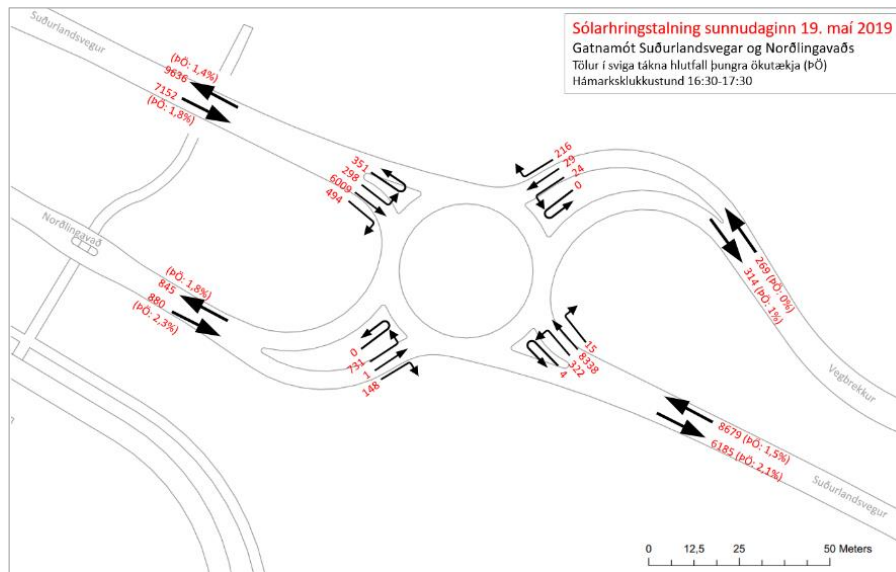 Sólarhringstalning sunnudaginn 19. maí 2019
Gatnamót Suðurlandsvegar og Norðlingavaðs
Tölur í sviga tákna hlutfall þungra ökutækja (ÞÖ)
Hámarksklukkustund 16:30-17:30
Suðurlandsvegur
(ÞÖ: 1,4%)
9636
7152
(ÞÖ: 1,8%)
351
298
6009
494
216
29
24
0
Norðlingavað
(ÞÖ: 1,8%)
845
880
(ÞÖ: 2,3%)
269 (ÞÖ: 0%)
314 (ÞÖ: 1%)
0
731
1
148
15
8338
322
4
Vegbrekkur
8679 (ÞÖ: 1,5%)
6185 (ÞÖ: 2,1%)
Suðurlandsvegur
0 12,5 25 50 Meters